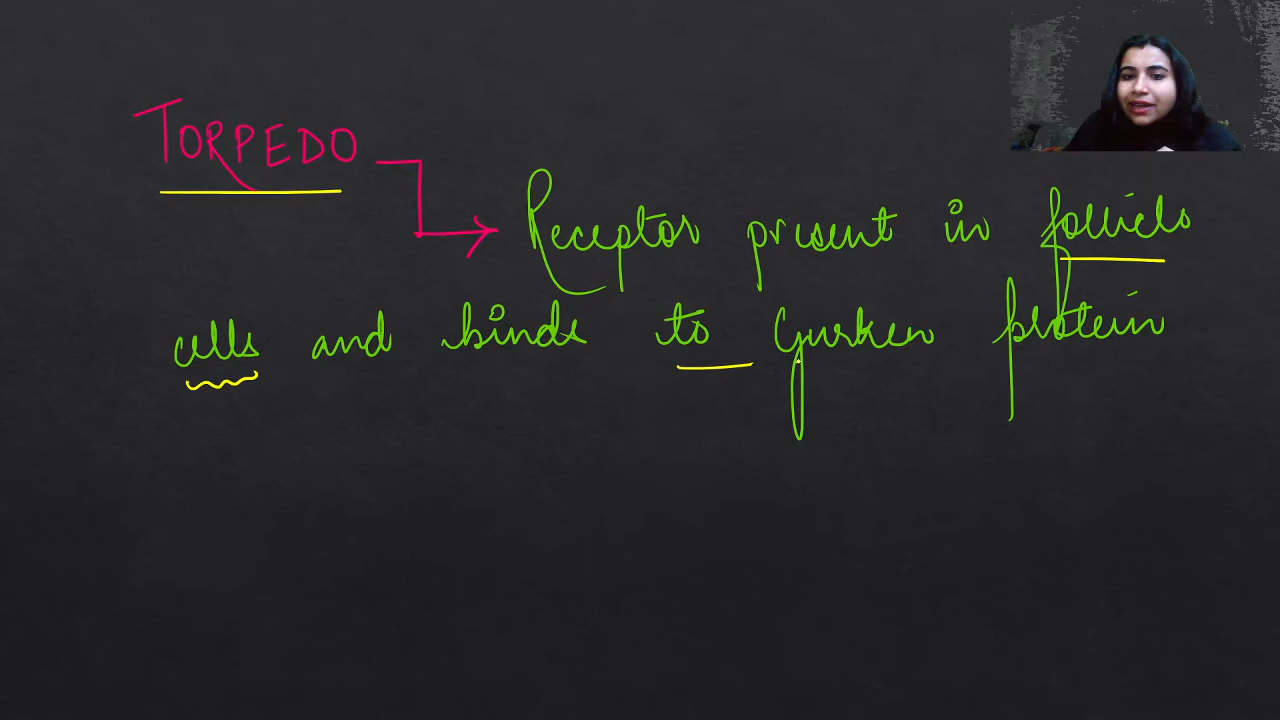 TORPEDO
Receptor present in follicle
cells and binds to Gurken protein